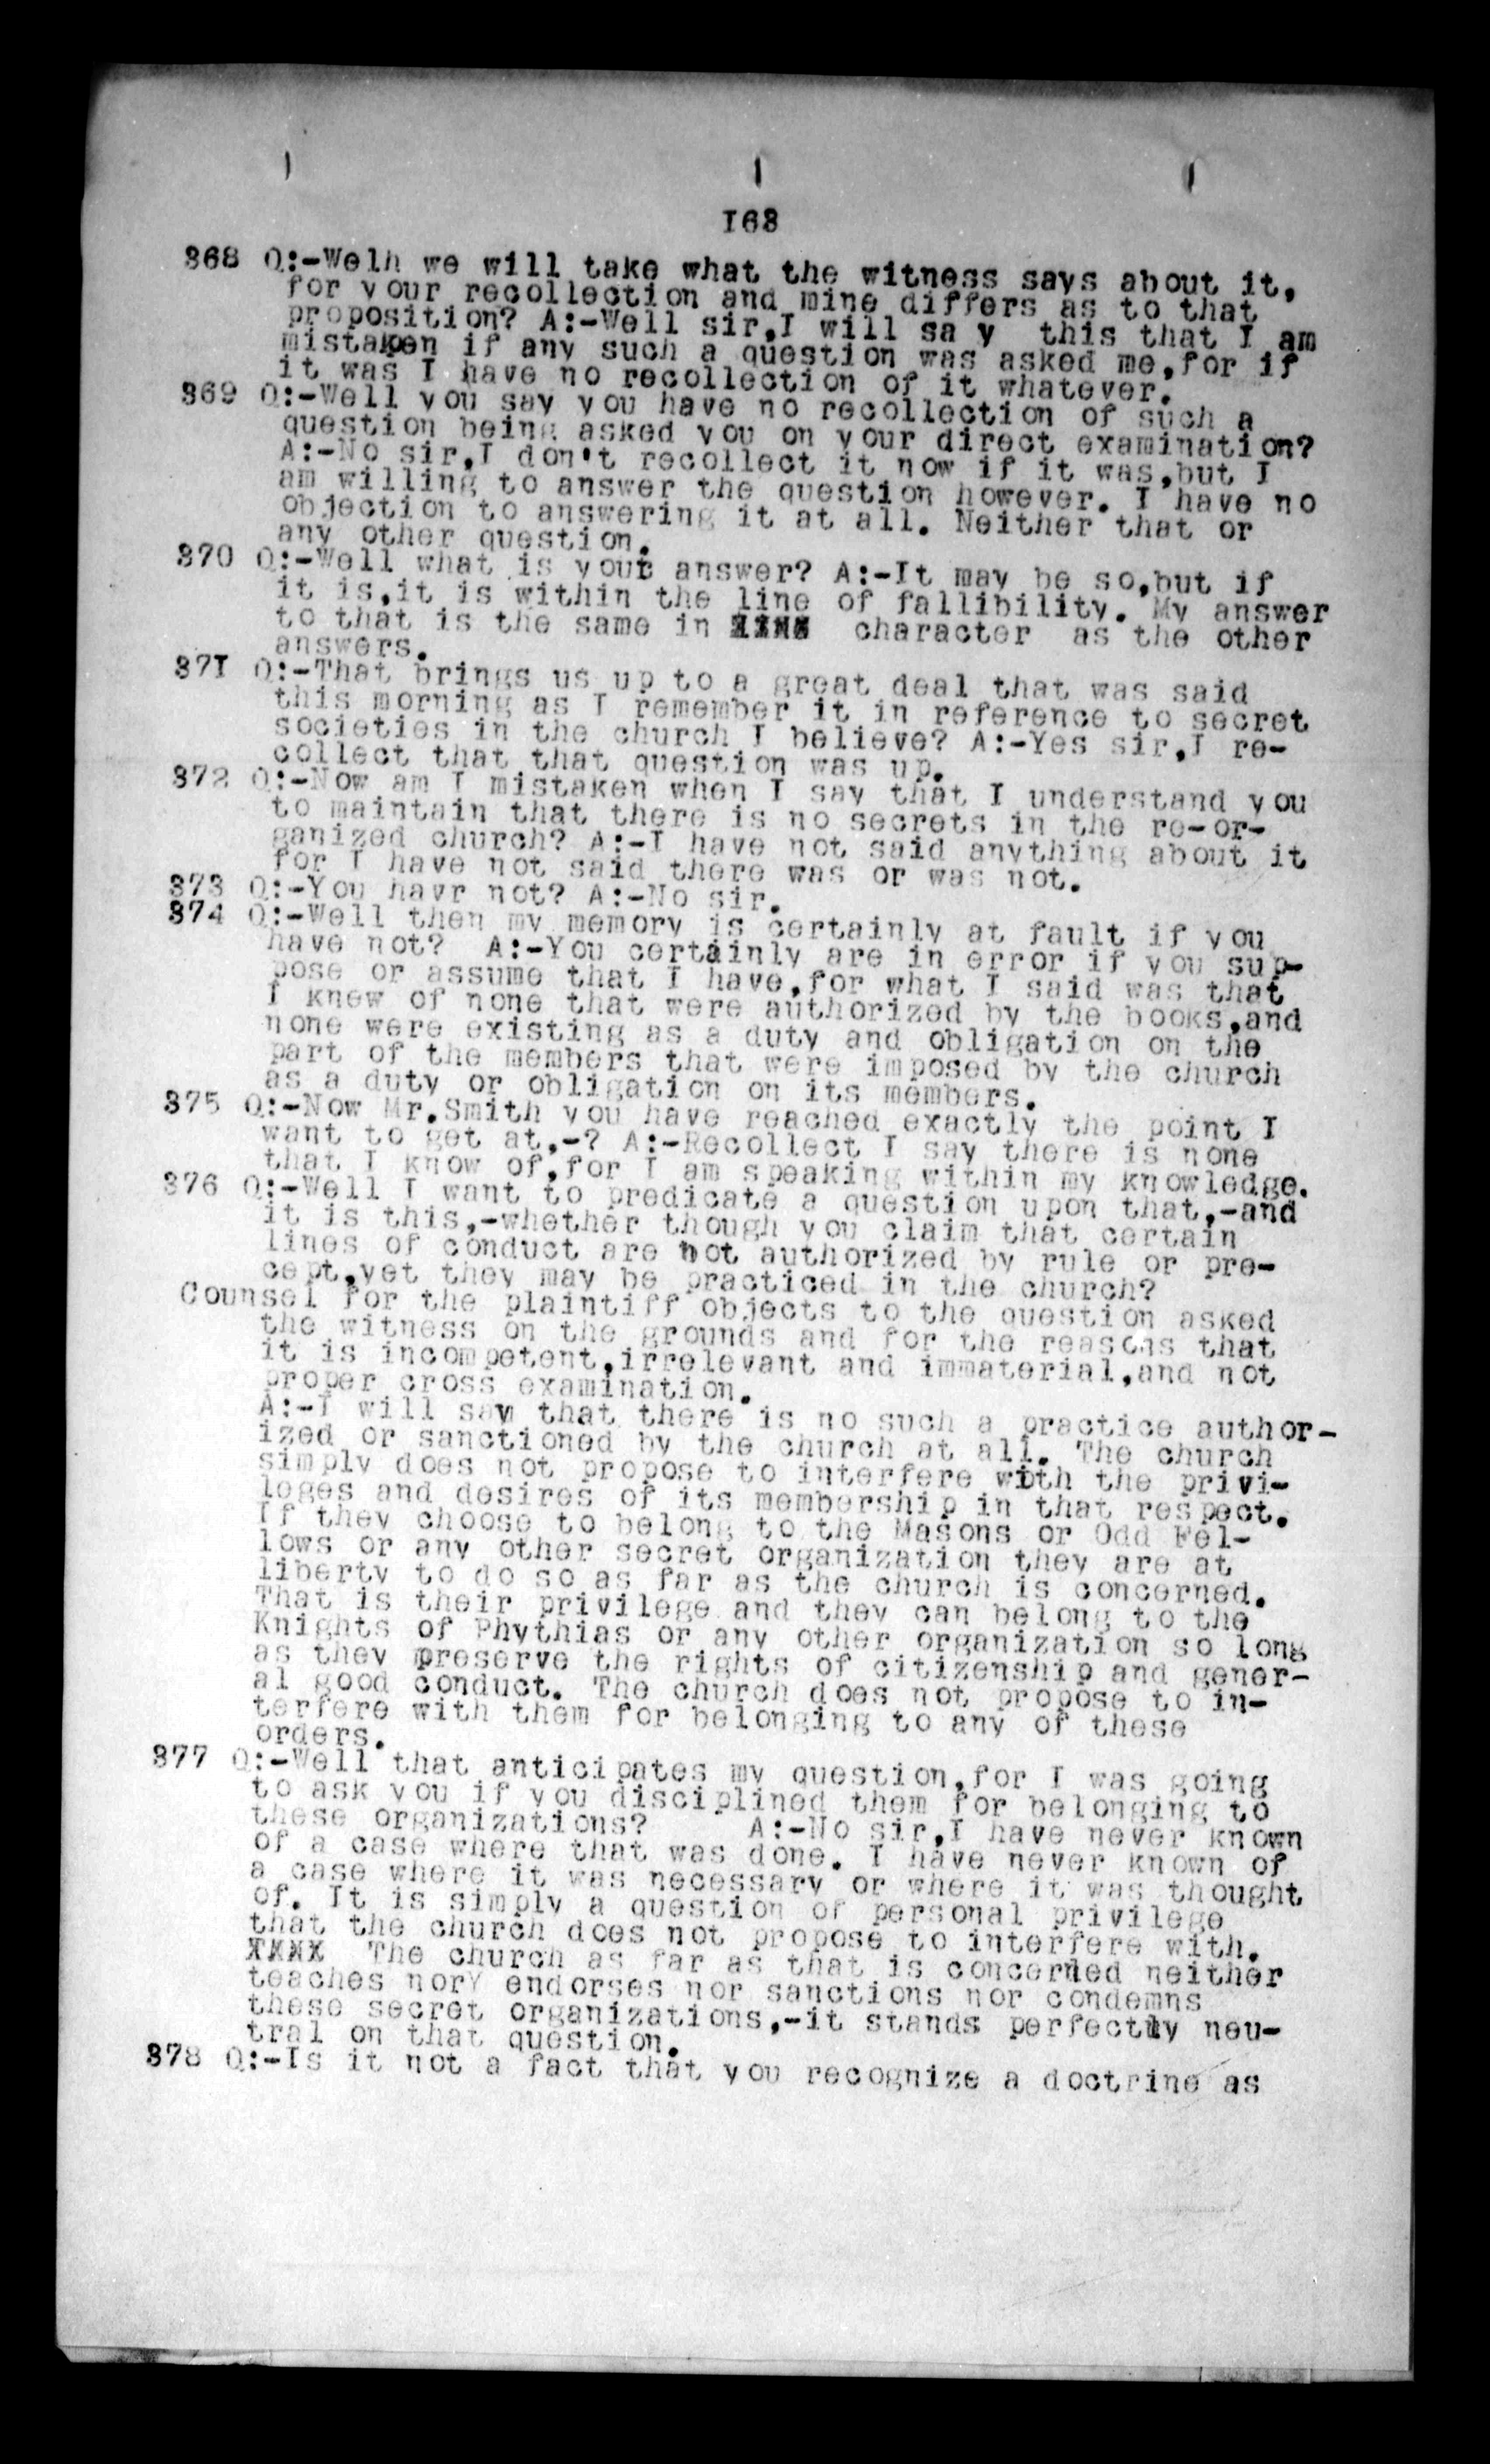 168
868 Q:-Welh we will take what the witness says about it,
for your recollection and mine differs as to that
proposition? A:-Well sir,I will sa y this that I am
mistaken if any such a question was asked me,for if
it was I have no recollection of it whatever.
869 Q:-Well you say you have no recollection of such a
question being asked you on your direct examination?
A:-No sir,I don't recollect it now if it was,but I
am willing to answer the question however. I have no
objection to answering it at all. Neither that or
any other question.
870 Q:-Well what is your answer? A:-It may be so,but if
it is,it is within the line of fallibility. My answer
to that is the same in character as the other
answers.
871 Q:-That brings us up to a great deal that was said
this morning as I remember it in reference to secret
societies in the church I believe? A:-Yes sir,I re-
collect that that question was up.
872 Q:-Now am I mistaken when I say that I understand you
to maintain that there is no secrets in the re-or-
ganized church? A:-I have not said anything about it
for I have not said there was or was not.
873 Q:-You havr not? A:-No sir.
874 Q:-Well then my memory is certainly at fault if you
have not? A:-You certainly are in error if you sup-
pose or assume that I have,for what I said was that
I knew of none that were authorized by the books,and
none were existing as a duty and obligation on the
part of the members that were imposed by the church
as a duty or obligation on its members.
875 Q:-Now Mr.Smith you have reached exactly the point I
want to get at,-? A:-Recollect I say there is none
that I know of,for I am speaking within my knowledge.
876 Q:-Well I want to predicate a question upon that,-and
it is this,-whether though you claim that certain
lines of conduct are not authorized by rule or pre-
cept,yet they may be practiced in the church?
Counsel for the plaintiff objects to the question asked
the witness on the grounds and for the reasons that
it is incompetent,irrelevant and immaterial,and not
proper cross examination.
A:-I will say that there is no such a practice author-
ized or sanctioned by the church at all. The church
simply does not propose to interfere with the privi-
leges and desires of its membership in that respect.
If they choose to belong to the Masons or Odd Fel-
lows or any other secret organization they are at
liberty to do so as far as the church is concerned.
That is their privilege and they can belong to the
Knights of Phythias or any other organization so long
as they preserve the rights of citizenship and gener-
al good conduct. The church does not propose to in-
terfere with them for belonging to any of these
orders.
877 Q:-Well that anticipates my question,for I was going
to ask you if you disciplined them for belonging to
these organizations? A:-No sir,I have never known
of a case where that was done. I have never known of
a case where it was necessary or where it was thought
of. It is simply a question of personal privilege
that the church does not propose to interfere with.
XXXX The church as far as that is concerned neither
teaches norY endorses nor sanctions nor condemns
these secret organizations,-it stands perfectly neu-
tral on that question.
878 Q:-Is it not a fact that you recognize a doctrine as